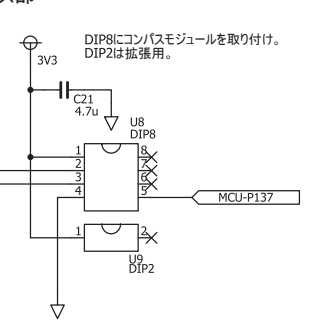 DIP8にコンパスモジュールを取り付け。
DIP2は拡張用。
3V3
C21
4.7u
U8
DIP8
1 8
2 7
3 6
4 5
MCU-P137
1 2
U9
DIP2